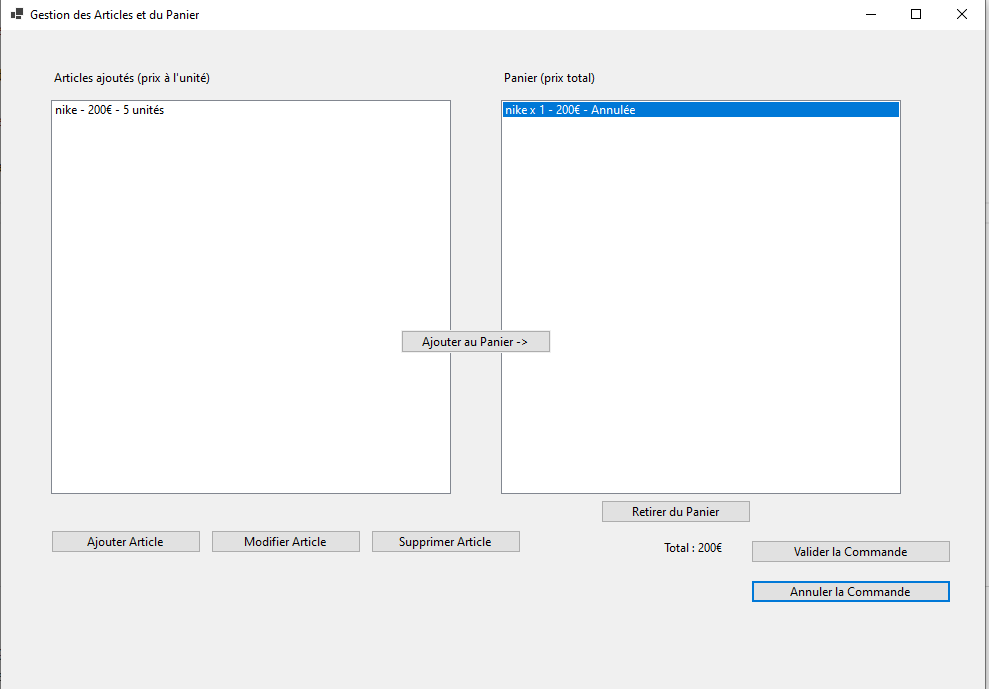 Gestion des Articles et du Panier
Articles ajoutés (prix à l'unité)
Panier (prix total)
nike - 200€ - 5 unités
nike x 1 - 200€ - Annulée
Ajouter au Panier ->
Retirer du Panier
Ajouter Article
Modifier Article
Supprimer Article
Total : 200€
Valider la Commande
Annuler la Commande